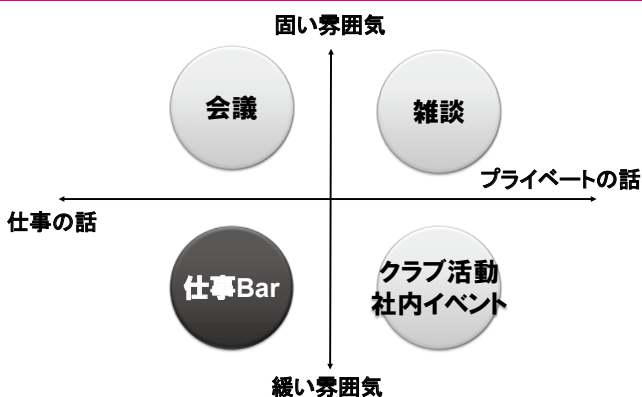 固い雰囲気
会議
雑談
プライベートの話
仕事の話
仕事Bar
クラブ活動
社内イベント
緩い雰囲気